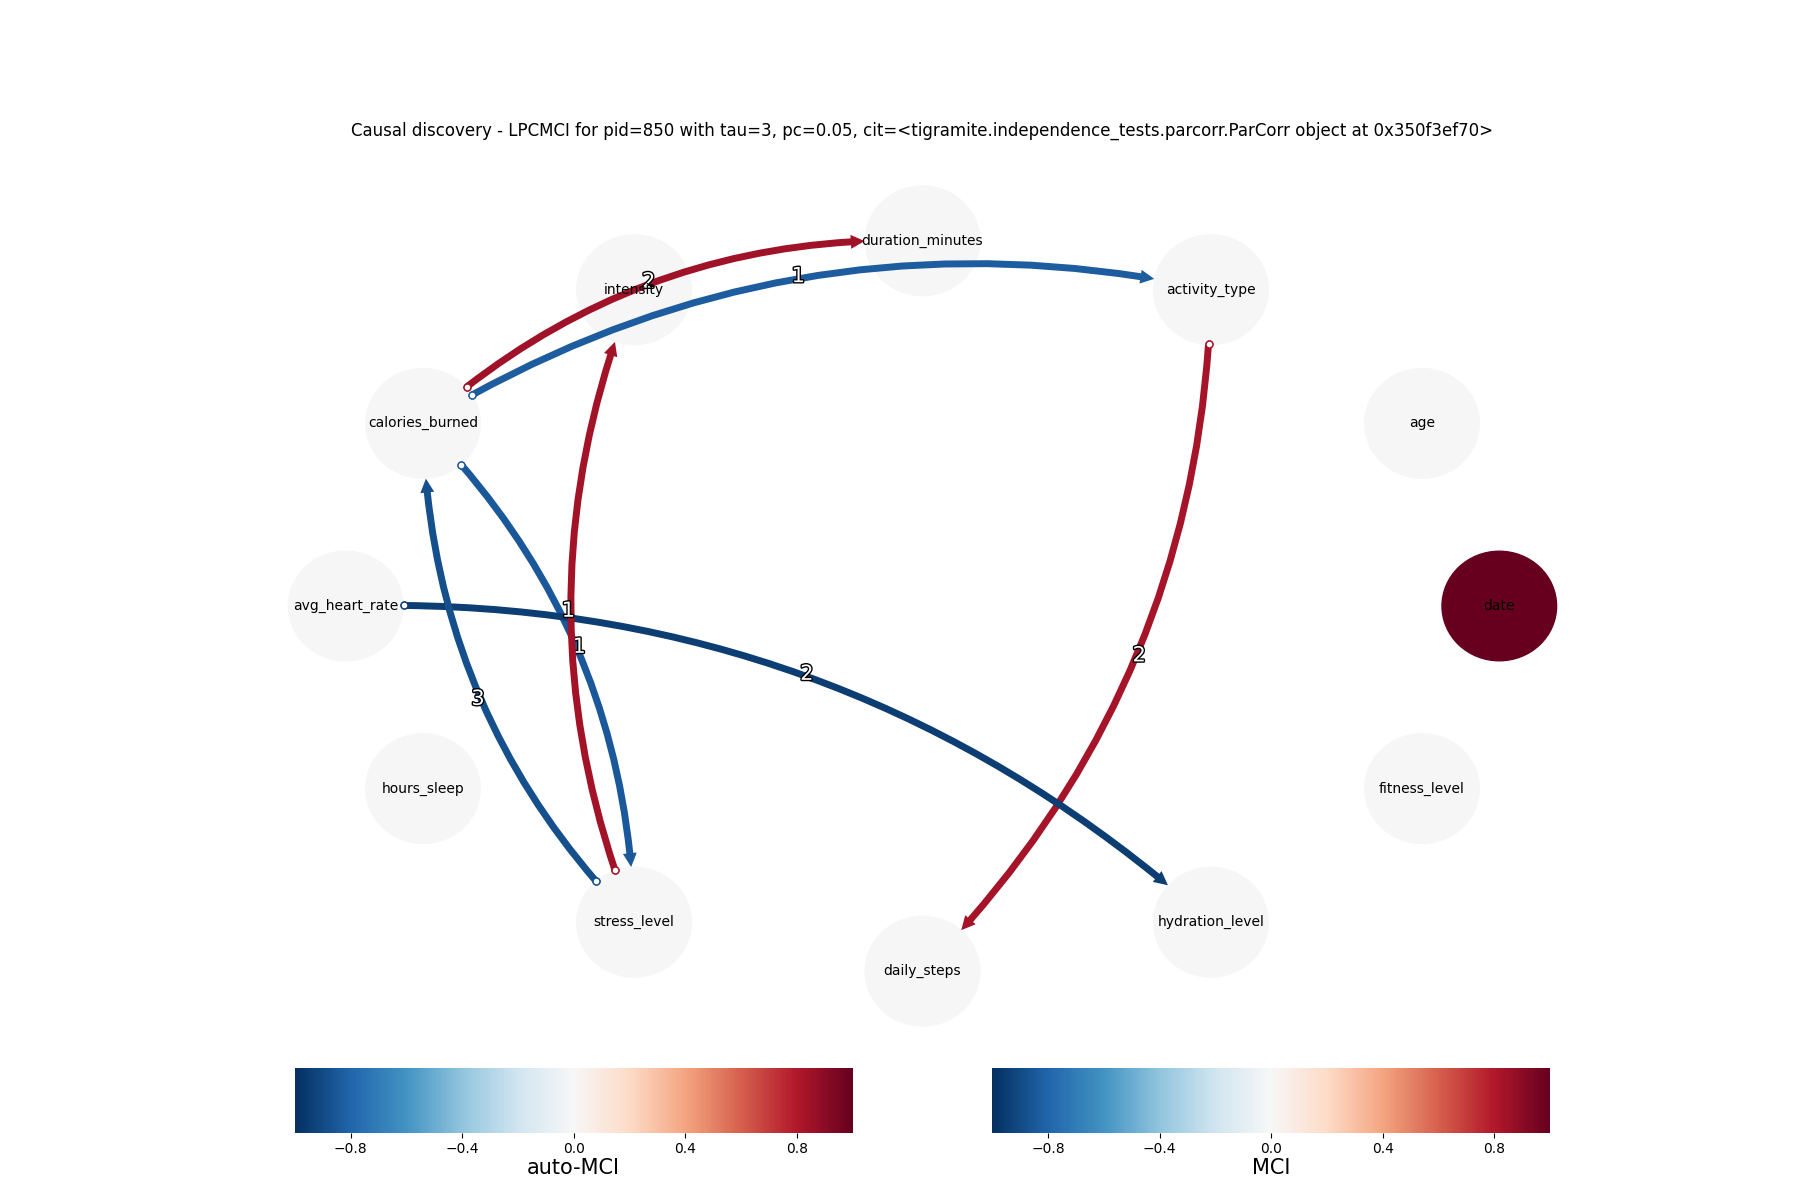 Causal discovery - LPCMCI for pid=850 with tau=3, pc=0.05, cit=<tigramite.independence_tests.parcorr.ParCorr object at 0x350f3ef70>
duration_minutes
2
1
intensity
activity_type
calories_burned
age
avg_heart_rate
1
date
1
2
2
3
hours_sleep
fitness_level
stress_level
hydration_level
daily_steps
−0.8 −0.4 0.0 0.4 0.8
auto-MCI
−0.8 −0.4 0.0 0.4 0.8
MCI